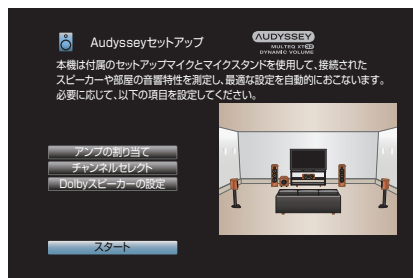 Audysseyセットアップ
AUDYSSEY
MULTEQ XT32
DYNAMIC VOLUME
本機は付属のセットアップマイクとマイクスタンドを使用して、接続された
スピーカーや部屋の音響特性を測定し、最適な設定を自動的におこないます。
必要に応じて、以下の項目を設定してください。
アンプの割り当て
チャンネルセレクト
Dolbyスピーカーの設定
スタート